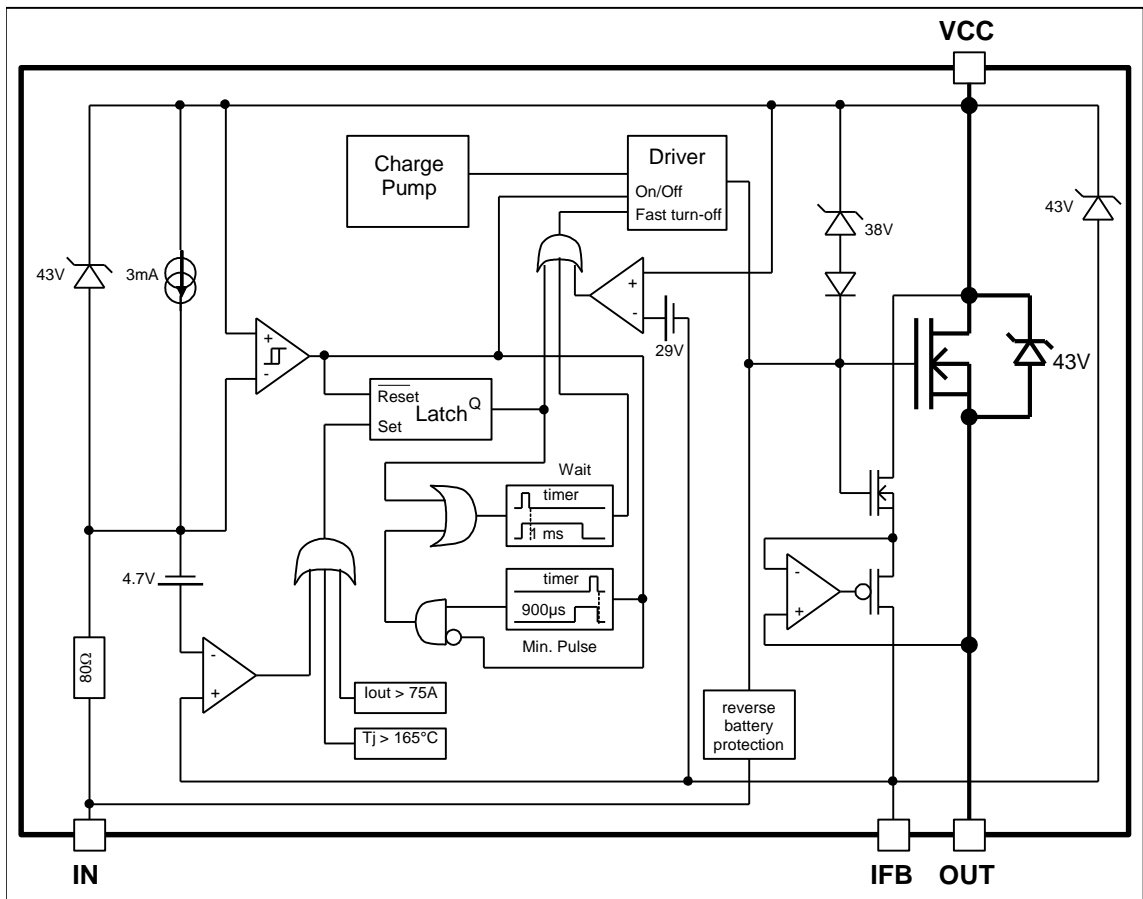 VCC
Charge
Pump
Driver
On/Off
Fast turn-off
43V
3mA
38V
43V
+
-
+
-
29V
43V
Reset
Latch
Q
Set
Wait
timer
1 ms
4.7V
timer
900µs
Min. Pulse
-
+
80Ω
-
+
Iout > 75A
Tj > 165°C
reverse
battery
protection
IN
IFB
OUT